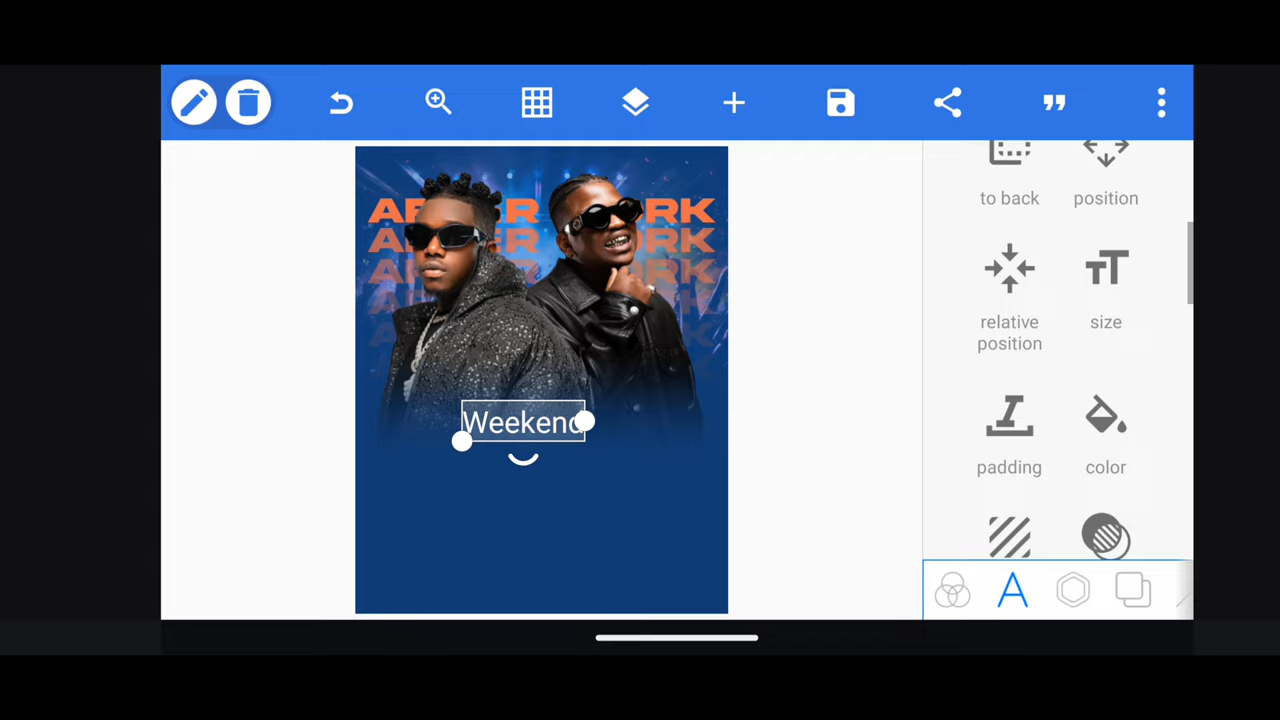 to back
position
relative
position
size
padding
color
Weekend